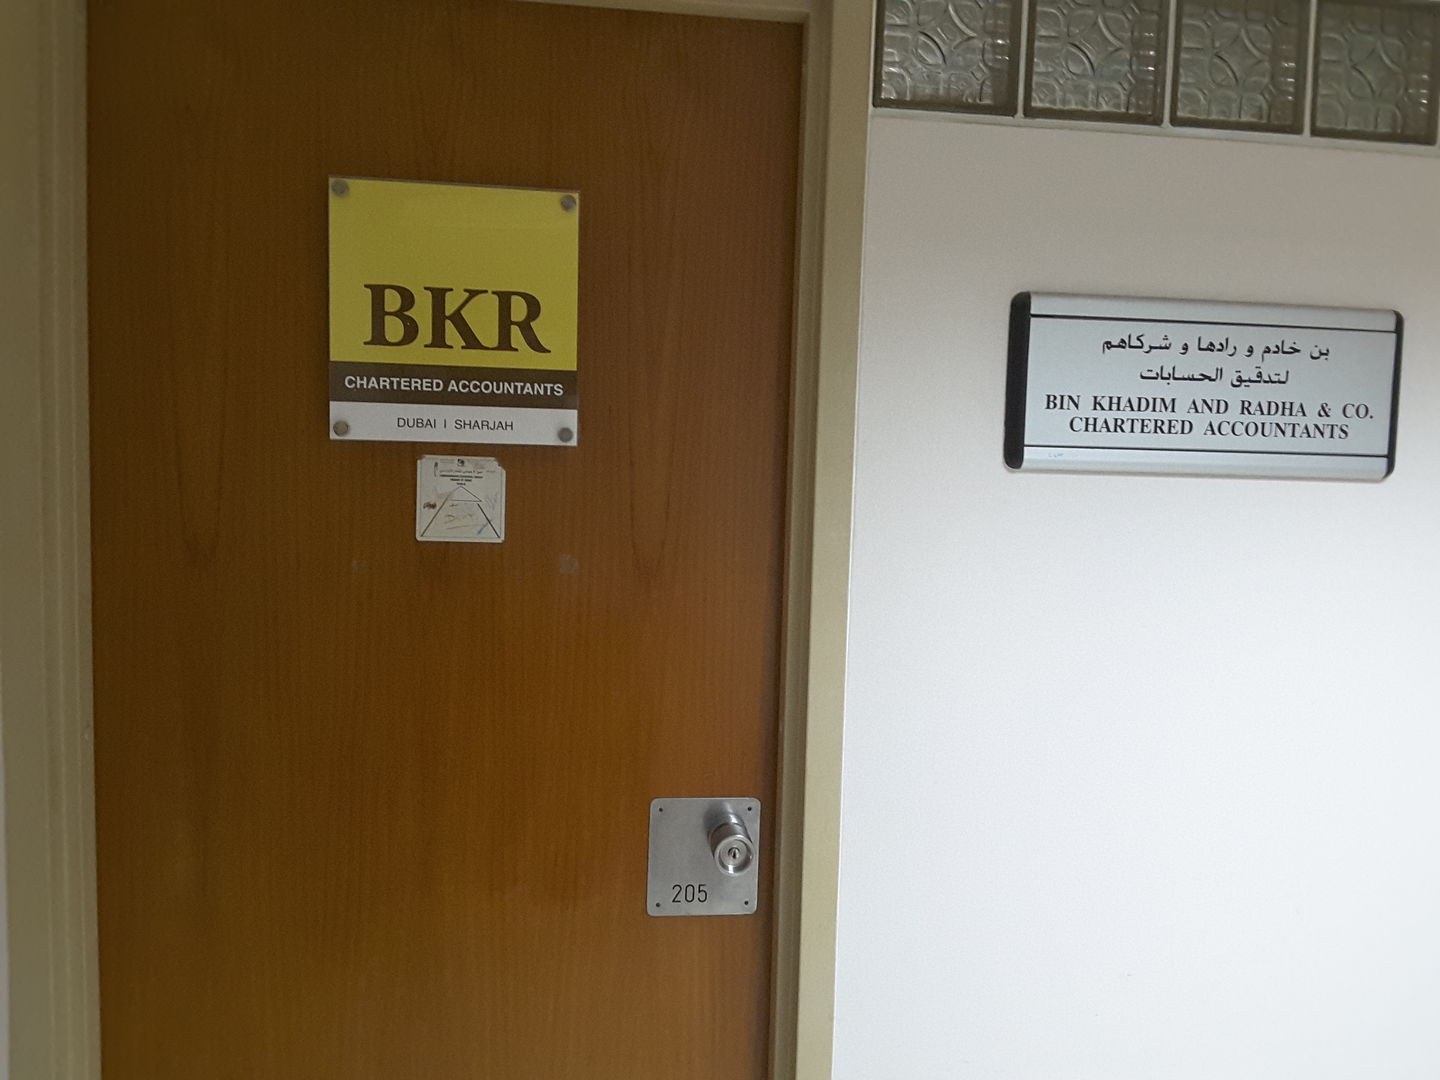 BKR
CHARTERED ACCOUNTANTS
DUBAI | SHARJAH
205
بن خادم و رادها و شركاهم
لتدقيق الحسابات
BIN KHADIM AND RADHA & CO.
CHARTERED ACCOUNTANTS